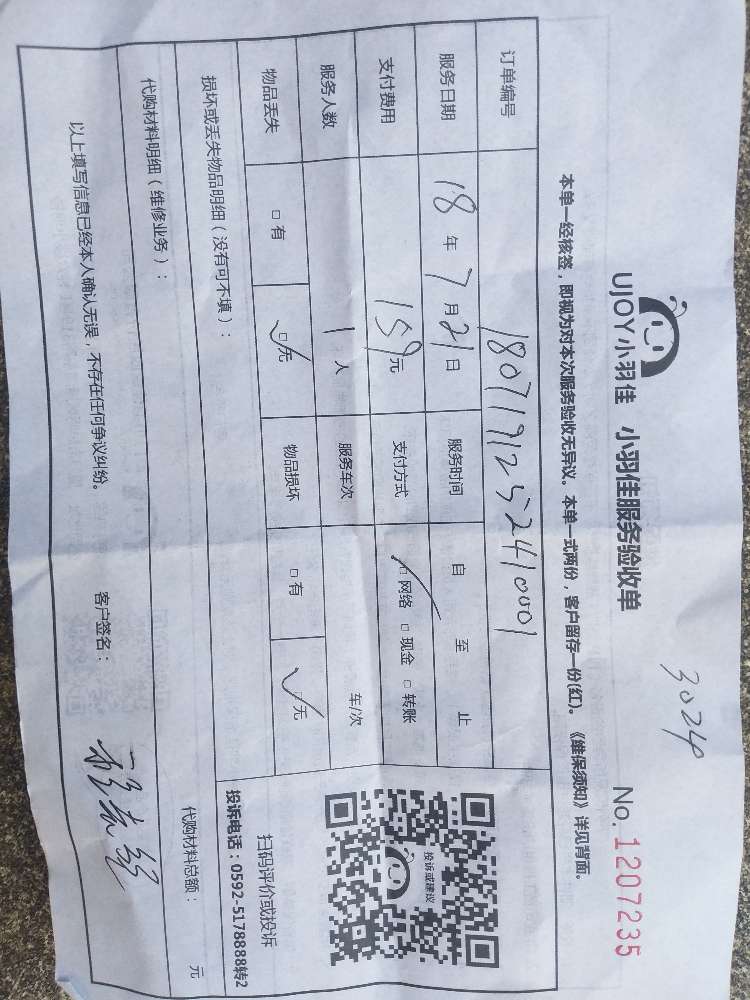 3024
UJOY小羽佳 小羽佳服务验收单 No. 1207235
本单一经核签，即视为对本次服务验收无异议。本单一式两份，客户留存一份(红)。《维保须知》详见背面。
订单编号 1807191252410001
服务日期 18年7月21日 服务时间 自 至 止
支付费用 159元 支付方式 ☑网络 □现金 □转账
服务人数 1人 服务车次 车/次
物品丢失 □有 ☑无 物品损坏 □有 ☑无
投诉或建议
扫码评价或投诉
投诉电话：0592-5178888转2
损坏或丢失物品明细（没有可不填）：
代购材料明细（维修业务）： 代购材料总额： 元
以上填写信息已经本人确认无误，不存在任何争议纠纷。 客户签名：